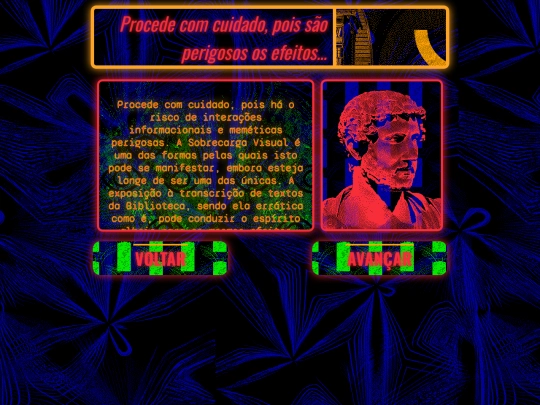 Procede com cuidado, pois são
perigosos os efeitos...
Procede com cuidado, pois há o
risco de interações
informacionais e meméticas
perigosas. A Sobrecarga Visual é
uma das formas pelas quais isto
pode se manifestar, embora esteja
longe de ser uma das únicas. A
exposição à transcrição de textos
da Biblioteca, sendo ela errática
como é, pode conduzir o espírito
VOLTAR
AVANÇAR